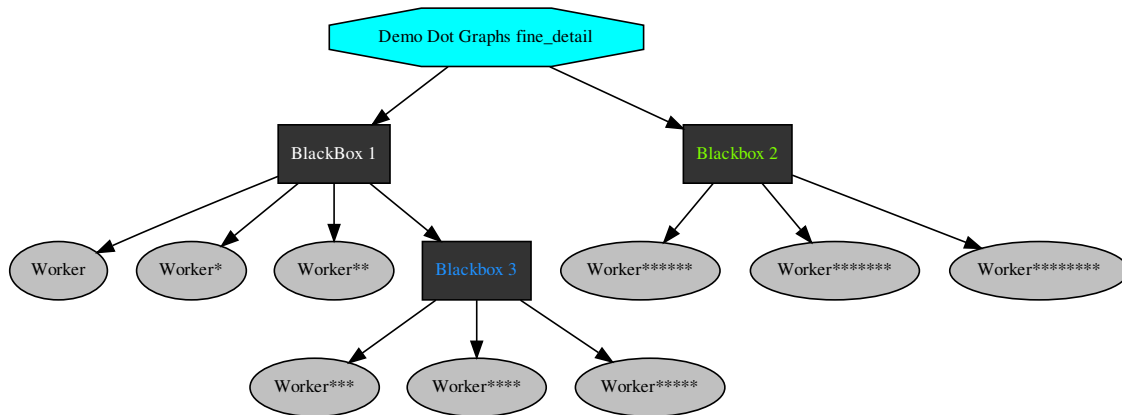 Demo Dot Graphs fine_detail
BlackBox 1
Blackbox 2
Worker
Worker*
Worker**
Blackbox 3
Worker******
Worker*******
Worker********
Worker***
Worker****
Worker*****